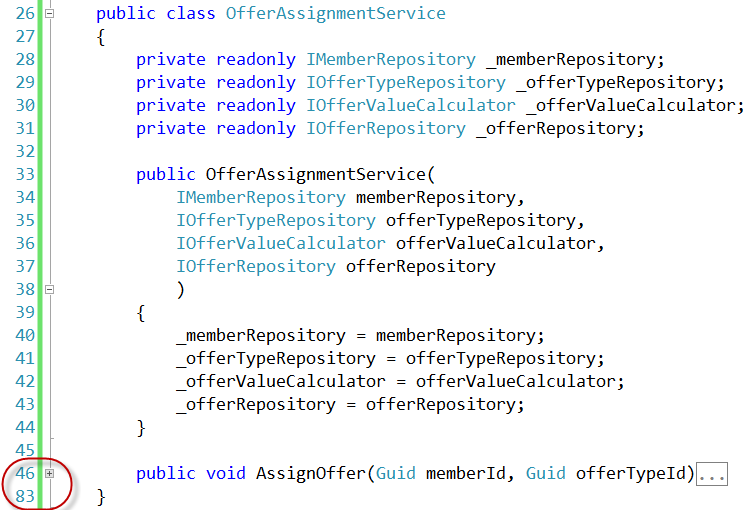 26 public class OfferAssignmentService
27 {
28 private readonly IMemberRepository _memberRepository;
29 private readonly IOfferTypeRepository _offerTypeRepository;
30 private readonly IOfferValueCalculator _offerValueCalculator;
31 private readonly IOfferRepository _offerRepository;
32
33 public OfferAssignmentService(
34 IMemberRepository memberRepository,
35 IOfferTypeRepository offerTypeRepository,
36 IOfferValueCalculator offerValueCalculator,
37 IOfferRepository offerRepository
38 )
39 {
40 _memberRepository = memberRepository;
41 _offerTypeRepository = offerTypeRepository;
42 _offerValueCalculator = offerValueCalculator;
43 _offerRepository = offerRepository;
44 }
45
46 public void AssignOffer(Guid memberId, Guid offerTypeId)...
83 }